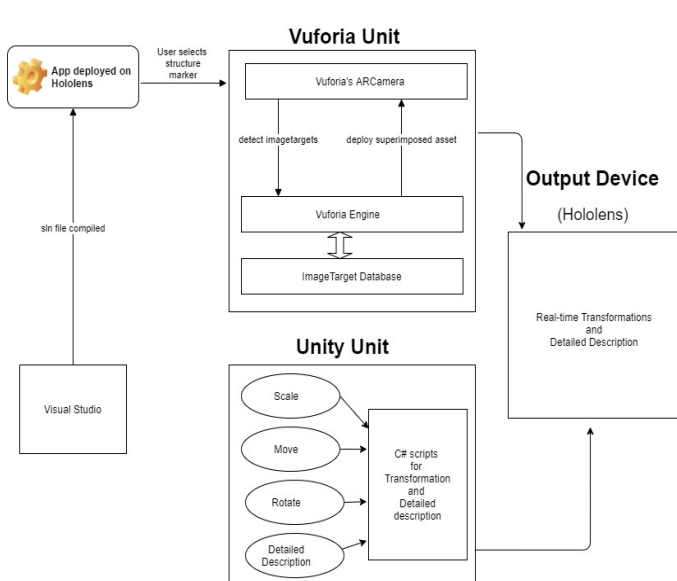 Vuforia Unit
User selects
structure
marker
App deployed on
Hololens
Vuforia's ARCamera
detect imagetargets
deploy superimposed asset
Vuforia Engine
ImageTarget Database
Output Device
(Hololens)
Real-time Transformations
and
Detailed Description
sln file compiled
Visual Studio
Unity Unit
Scale
Move
Rotate
Detailed
Description
C# scripts
for
Transformation
and
Detailed
description